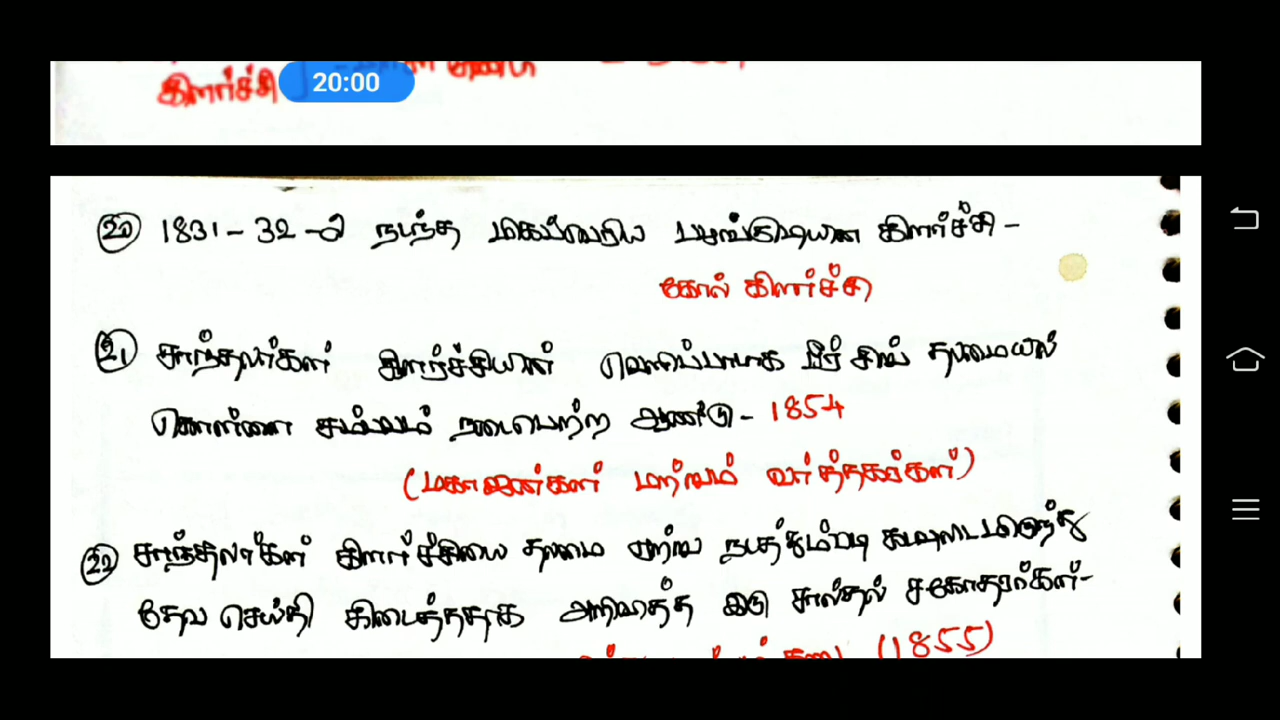 கிளர்ச்சி
20:00
20 1831-32-ல் நடந்த மிகப்பெரிய பழங்குடியின கிளர்ச்சி -
கோல் கிளர்ச்சி
21 சாந்தலர்கள் கிளர்ச்சியின் வெளிப்பாடாக பீர் சிங் தலைமையில்
கொள்ளை சம்பவம் நடைபெற்ற ஆண்டு - 1854
(மகாஜன்கள் மற்றும் வர்த்தகர்கள்)
22 சாந்தலர்கள் கிளர்ச்சியை தலைமை ஏற்று நடத்தும்படி கடவுளிடமிருந்து
தேவ செய்தி கிடைத்ததாக அறிவித்த இரு சாந்தல் சகோதரர்கள் -
(1855)